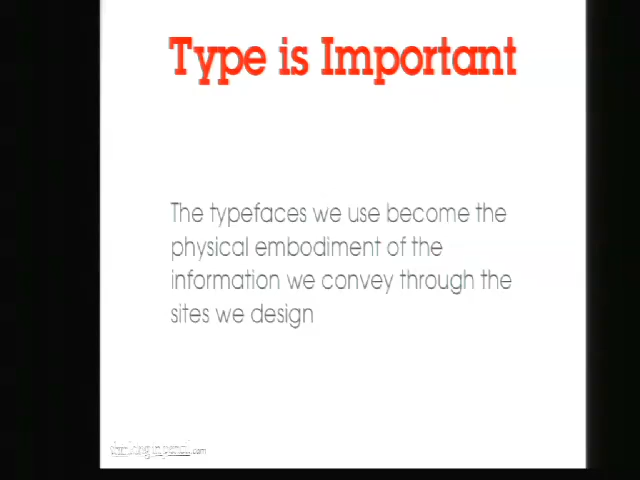 Type is Important
The typefaces we use become the
physical embodiment of the
information we convey through the
sites we design